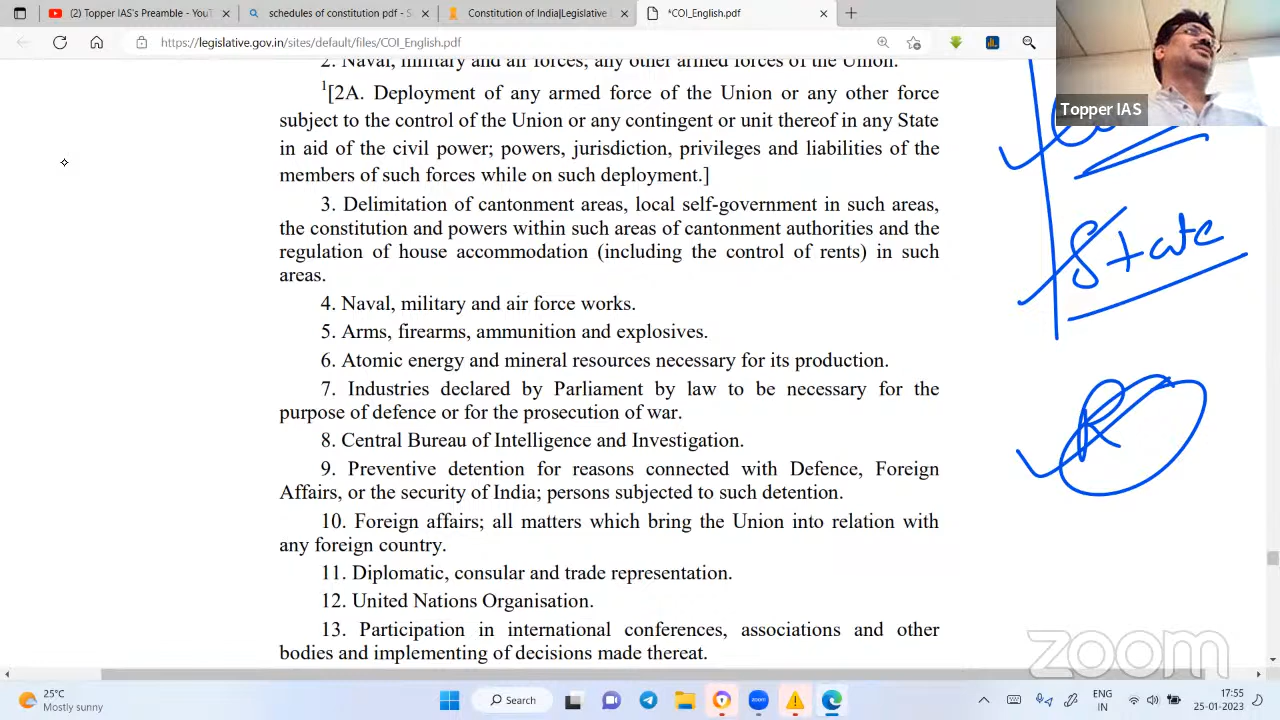 (2) Topper IAS's Preamble - YouT
schedules of constitution pdf - S
Constitution of India|Legislative
*COI_English.pdf
https://legislative.gov.in/sites/default/files/COI_English.pdf
Topper IAS
2. Naval, military and air forces; any other armed forces of the Union.
1[2A. Deployment of any armed force of the Union or any other force
subject to the control of the Union or any contingent or unit thereof in any State
in aid of the civil power; powers, jurisdiction, privileges and liabilities of the
members of such forces while on such deployment.]
3. Delimitation of cantonment areas, local self-government in such areas,
the constitution and powers within such areas of cantonment authorities and the
regulation of house accommodation (including the control of rents) in such
areas.
4. Naval, military and air force works.
5. Arms, firearms, ammunition and explosives.
6. Atomic energy and mineral resources necessary for its production.
7. Industries declared by Parliament by law to be necessary for the
purpose of defence or for the prosecution of war.
8. Central Bureau of Intelligence and Investigation.
9. Preventive detention for reasons connected with Defence, Foreign
Affairs, or the security of India; persons subjected to such detention.
10. Foreign affairs; all matters which bring the Union into relation with
any foreign country.
11. Diplomatic, consular and trade representation.
12. United Nations Organisation.
13. Participation in international conferences, associations and other
bodies and implementing of decisions made thereat.
State
R
zoom
25°C
Mostly sunny
Search
zoom
ENG
IN
17:55
25-01-2023